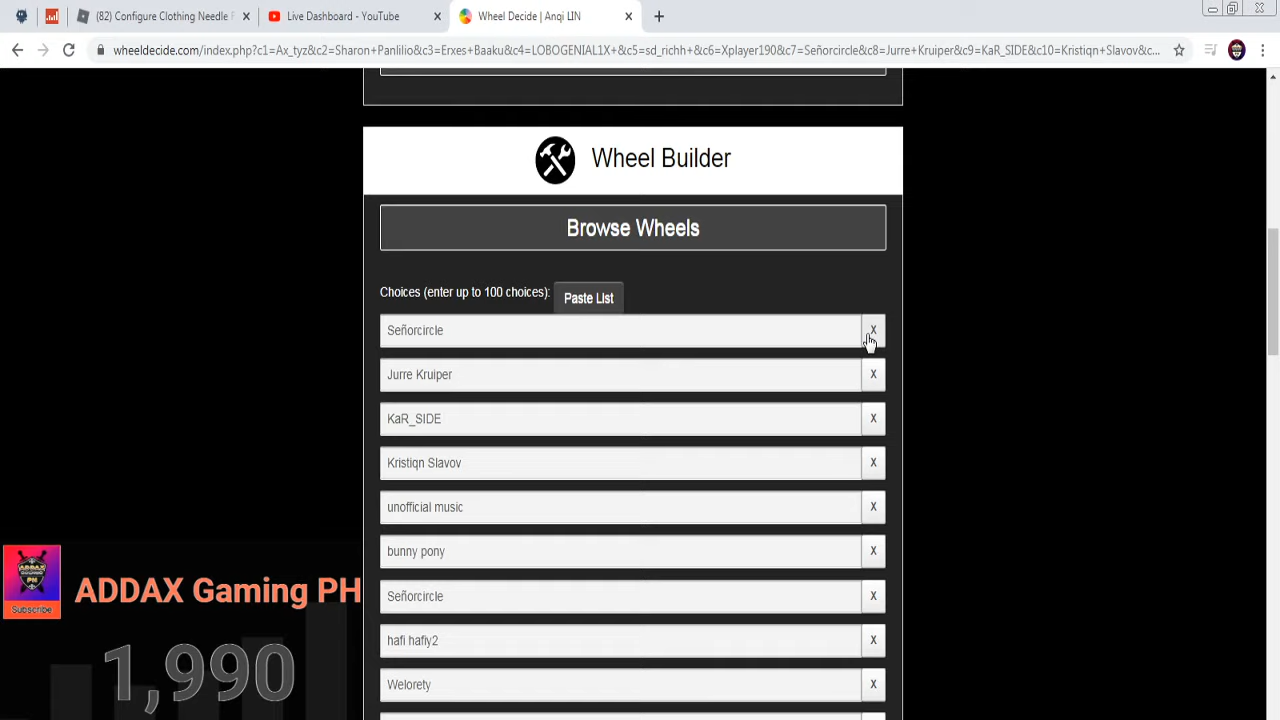 (82) Configure Clothing Needle F
Live Dashboard - YouTube
Wheel Decide | Anqi LIN
wheeldecide.com/index.php?c1=Ax_tyz&c2=Sharon+Panlilio&c3=Erxes+Baaku&c4=LOBOGENIAL1X+&c5=sd_richh+&c6=Xplayer190&c7=Señorcircle&c8=Jurre+Kruiper&c9=KaR_SIDE&c10=Kristiqn+Slavov&c...
Wheel Builder
Browse Wheels
Choices (enter up to 100 choices):
Paste List
Señorcircle
X
Jurre Kruiper
X
KaR_SIDE
X
Kristiqn Slavov
X
unofficial music
X
bunny pony
X
Señorcircle
X
hafi hafiy2
X
Welorety
X
ADDAX Gaming PH
Subscribe
1,990